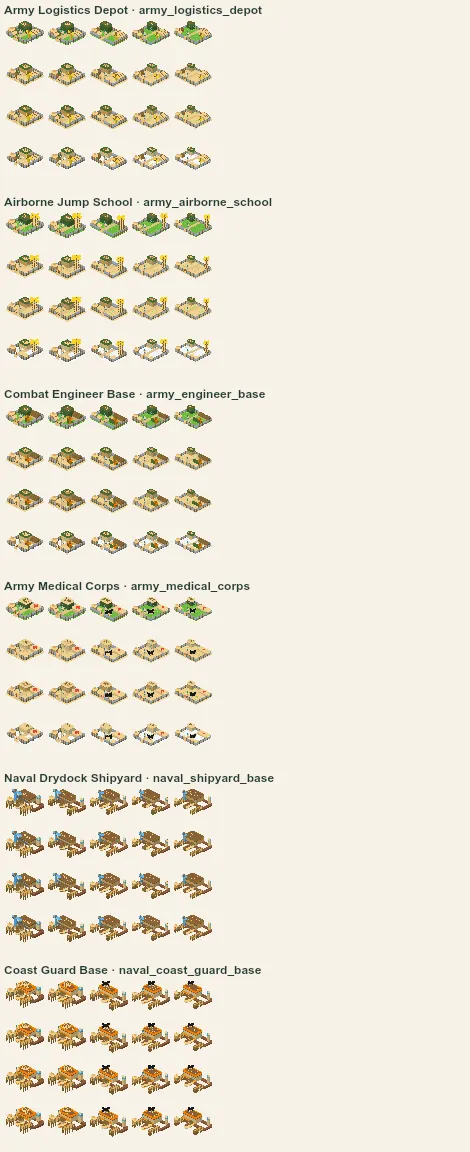 Army Logistics Depot · army_logistics_depot
Airborne Jump School · army_airborne_school
Combat Engineer Base · army_engineer_base
Army Medical Corps · army_medical_corps
Naval Drydock Shipyard · naval_shipyard_base
Coast Guard Base · naval_coast_guard_base